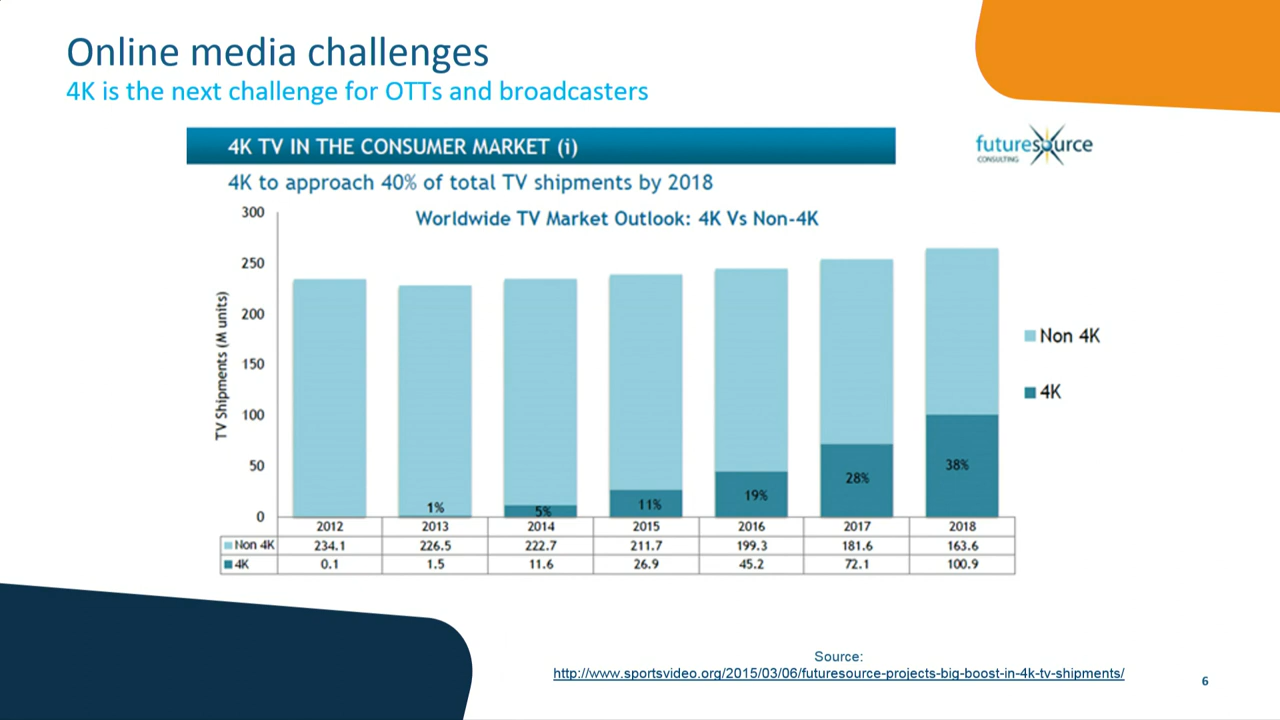 Online media challenges
4K is the next challenge for OTTs and broadcasters
4K TV IN THE CONSUMER MARKET (i)
futuresource
CONSULTING
4K to approach 40% of total TV shipments by 2018
Worldwide TV Market Outlook: 4K Vs Non-4K
TV Shipments (M units)
300
250
200
150
100
50
0
1%
5%
11%
19%
28%
38%
Non 4K
4K
2012 2013 2014 2015 2016 2017 2018
Non 4K 234.1 226.5 222.7 211.7 199.3 181.6 163.6
4K 0.1 1.5 11.6 26.9 45.2 72.1 100.9
Source:
http://www.sportsvideo.org/2015/03/06/futuresource-projects-big-boost-in-4k-tv-shipments/
6